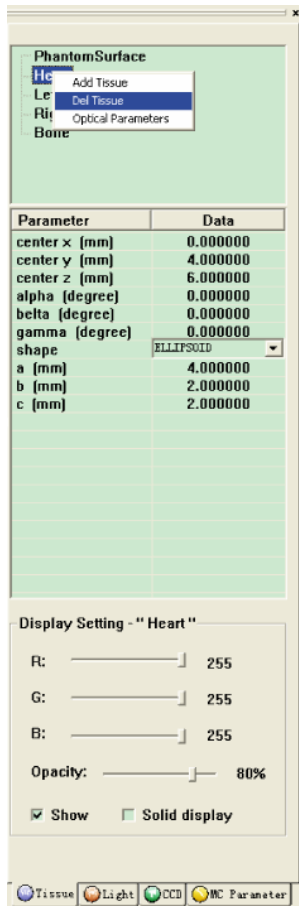 x
PhantomSurface
Add Tissue
Del Tissue
Optical Parameters
Bone
Parameter Data
center x (mm) 0.000000
center y (mm) 4.000000
center z (mm) 6.000000
alpha (degree) 0.000000
belta (degree) 0.000000
gamma (degree) 0.000000
shape ELLIPSOID
a (mm) 4.000000
b (mm) 2.000000
c (mm) 2.000000
Display Setting - " Heart "
R: 255
G: 255
B: 255
Opacity: 80%
Show Solid display
Tissue Light CCD MC Parameter